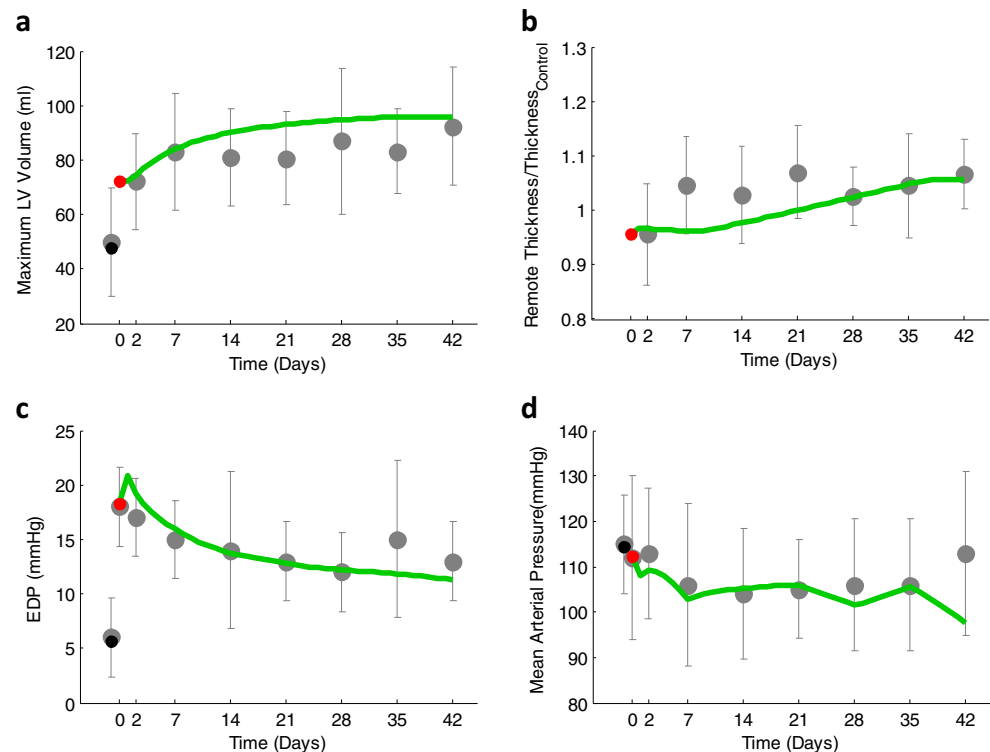 a
Maximum LV Volume (ml)
120
100
80
60
40
20
0 2 7 14 21 28 35 42
Time (Days)
b
Remote Thickness/Thickness_Control
1.3
1.2
1.1
1
0.9
0.8
0 2 7 14 21 28 35 42
Time (Days)
c
EDP (mmHg)
25
20
15
10
5
0
0 2 7 14 21 28 35 42
Time (Days)
d
Mean Arterial Pressure(mmHg)
140
130
120
110
100
90
80
0 2 7 14 21 28 35 42
Time (Days)